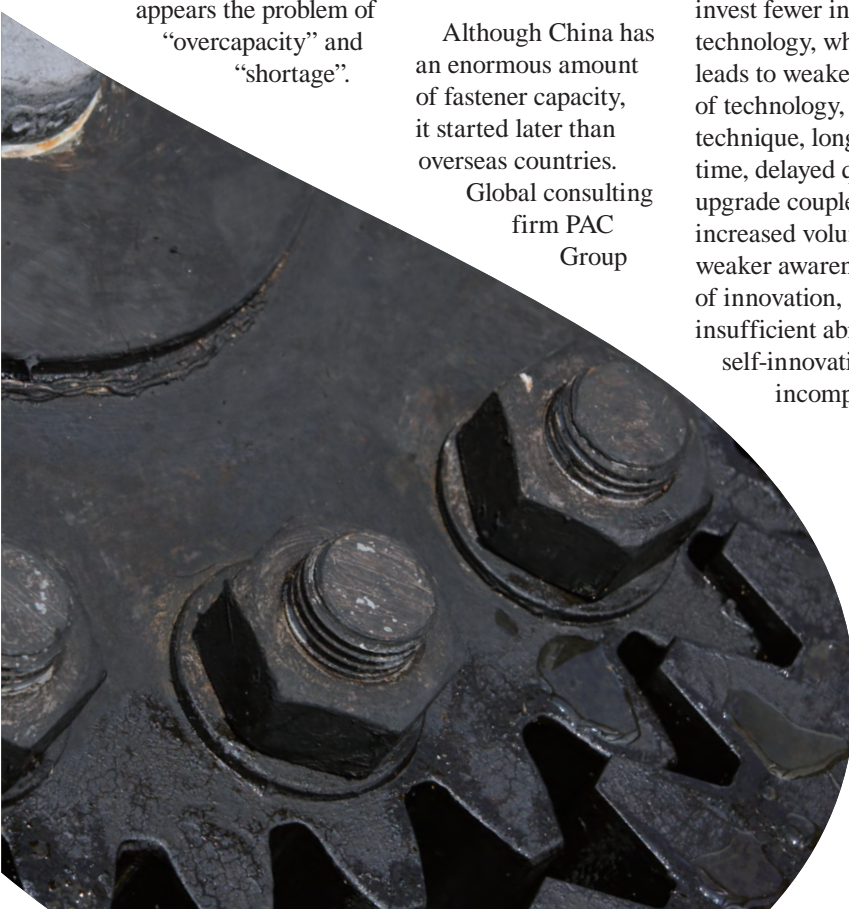 appears the problem of
“overcapacity” and
“shortage”.
Although China has
an enormous amount
of fastener capacity,
it started later than
overseas countries.
Global consulting
firm PAC
Group
invest fewer in
technology, wh
leads to weake
of technology,
technique, long
time, delayed q
upgrade couple
increased volu
weaker awaren
of innovation,
insufficient abi
self-innovati
incomp